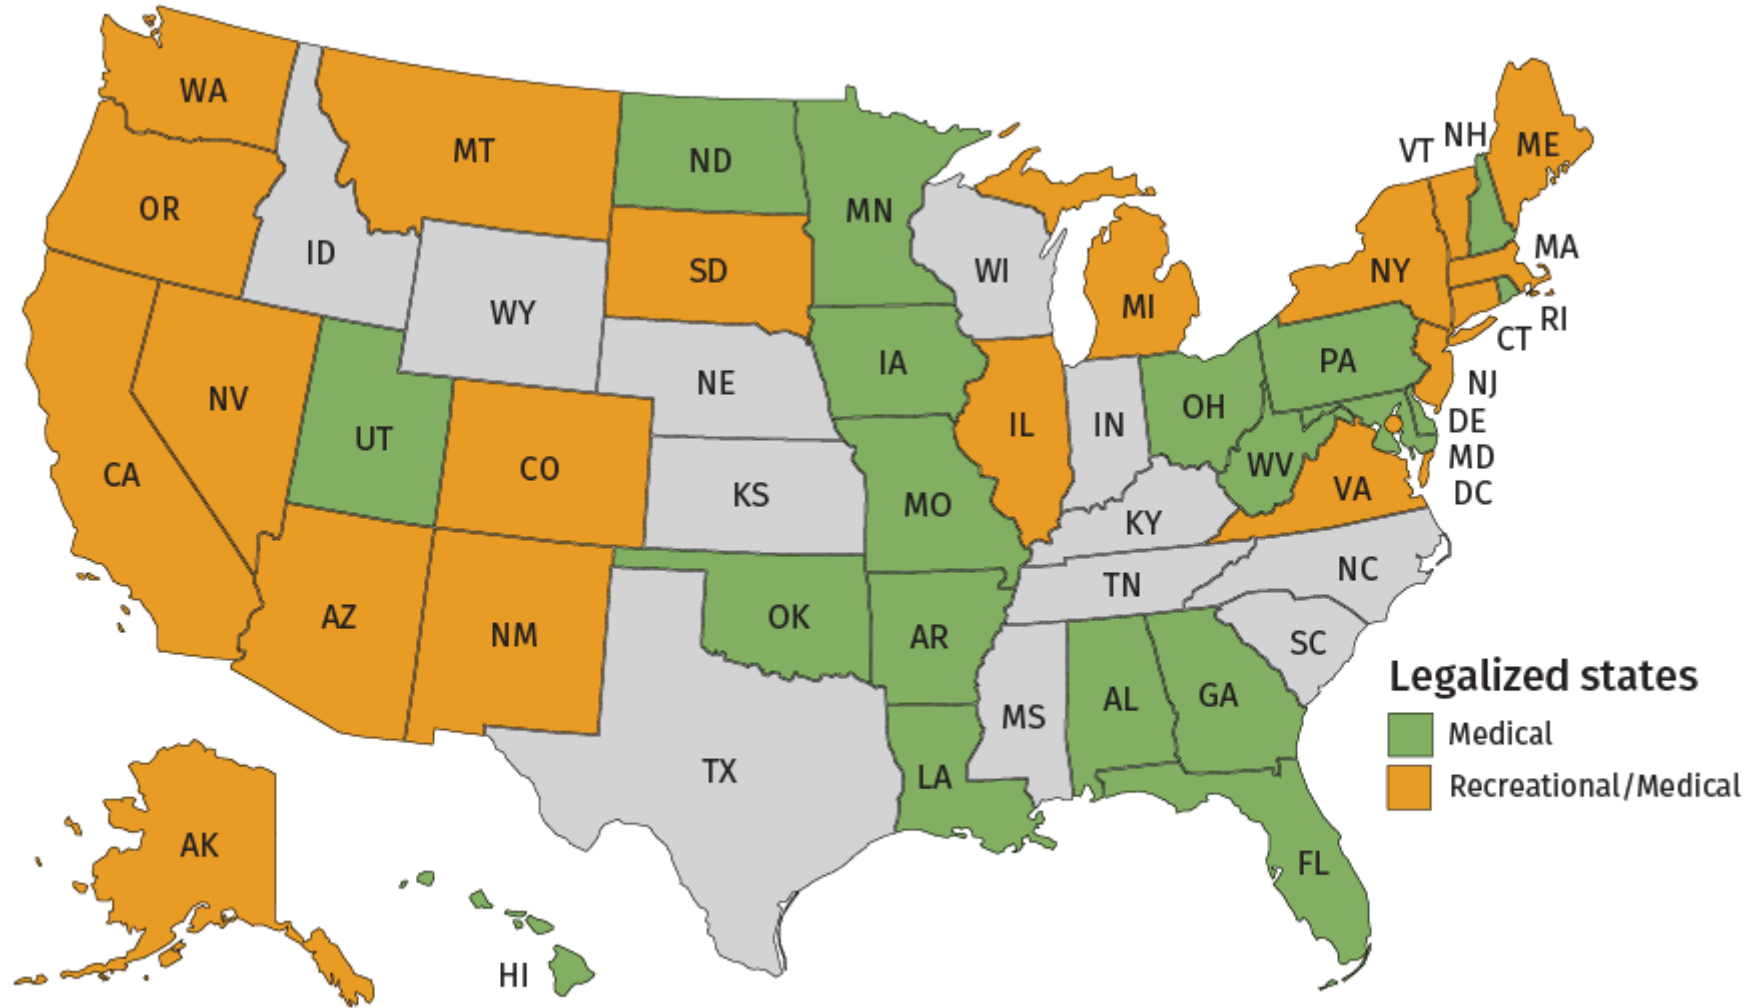 WA
MT
ND
MN
VT
NH
ME
OR
ID
SD
WI
MA
NY
WY
MI
RI
CT
IA
PA
NE
NJ
NV
UT
IL
IN
OH
DE
CA
CO
KS
MO
WV
MD
VA
DC
KY
NC
TN
AZ
NM
OK
AR
SC
Legalized states
MS
AL
GA
Medical
TX
LA
Recreational/Medical
AK
FL
HI